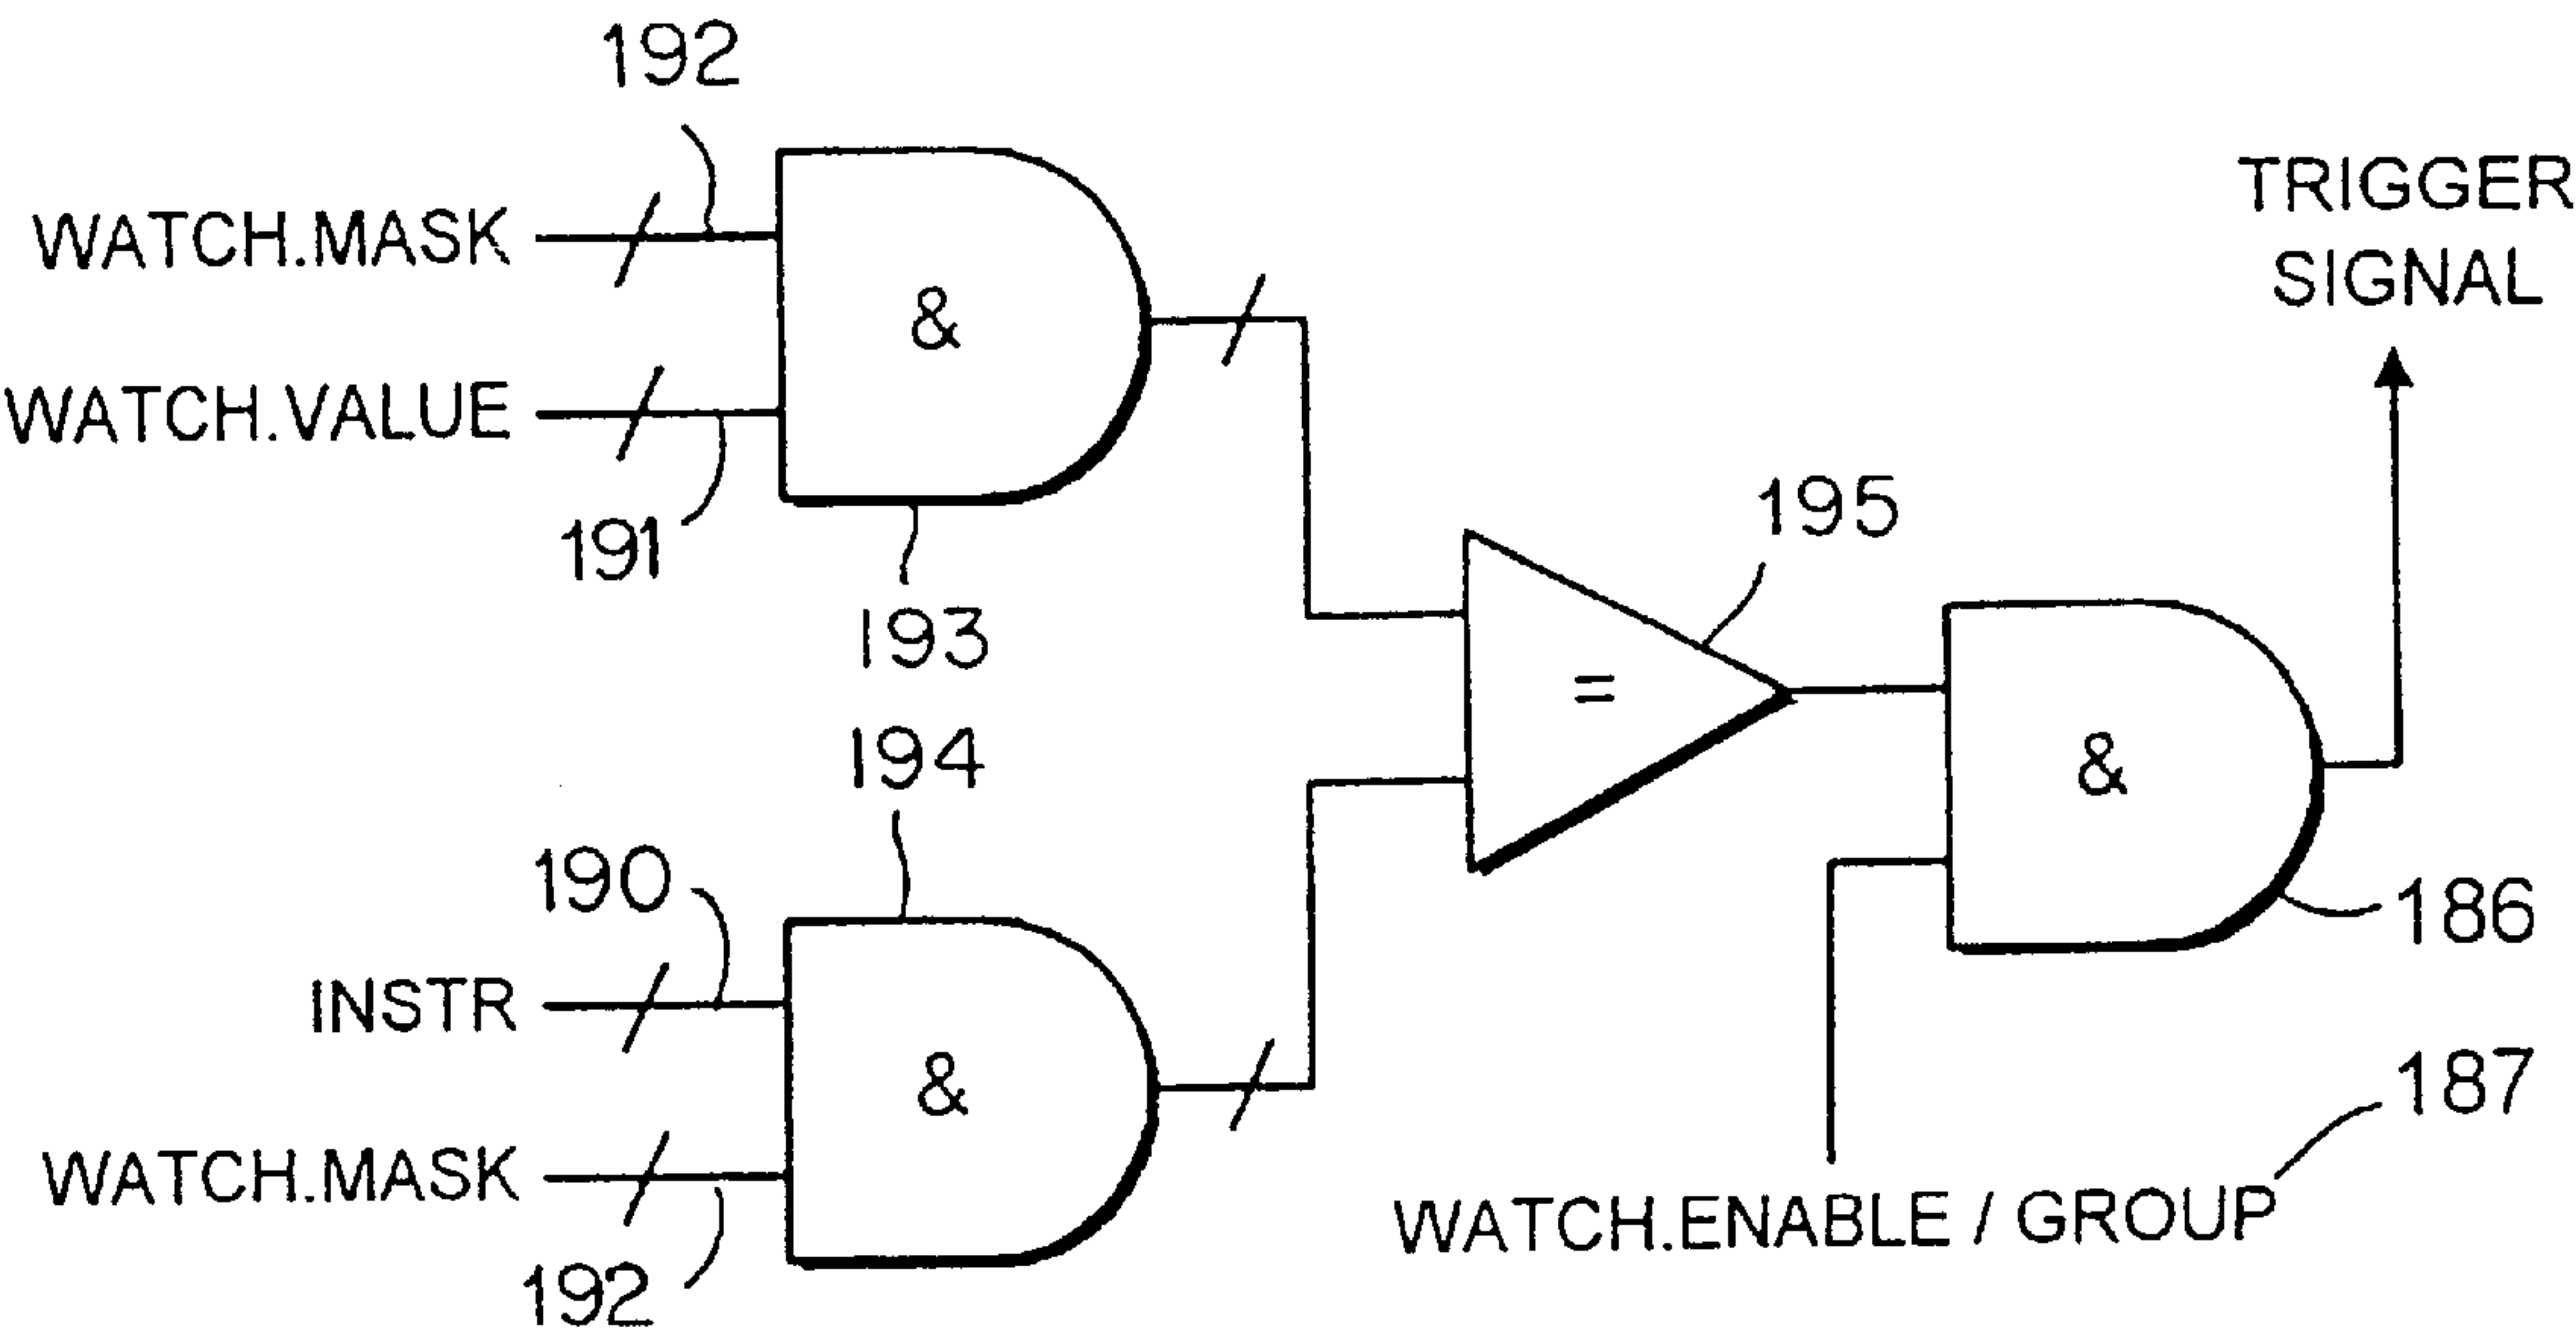 192
WATCH.MASK
&
WATCH.VALUE
191
193
TRIGGER
SIGNAL
195
=
&
186
194
190
INSTR
&
WATCH.MASK
192
187
WATCH.ENABLE / GROUP